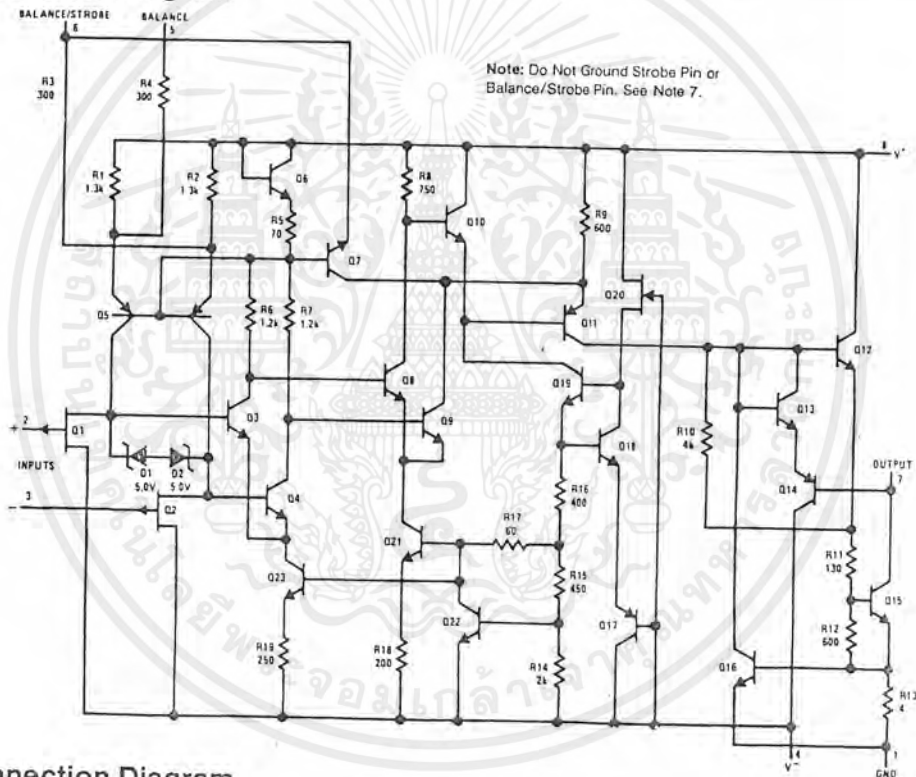 BALANCE/STROBE
6
BALANCE
5
R3
300
R4
300
Note: Do Not Ground Strobe Pin or
Balance/Strobe Pin. See Note 7.
8
V+
R1
1.3k
R2
1.3k
Q6
R5
70
R8
750
Q10
R9
600
Q7
Q20
Q5
R6
1.2k
R7
1.2k
Q11
Q12
Q8
Q19
Q3
Q9
Q18
Q13
R10
4k
+ 2
Q1
INPUTS
D1
5.0V
D2
5.0V
Q4
R16
400
Q14
OUTPUT
7
- 3
Q2
Q21
R17
60
R11
130
Q23
R15
450
Q15
Q22
Q17
R12
600
R19
250
R18
200
R14
2k
Q16
R13
4
4
V-
1
GND
nnection Diagram